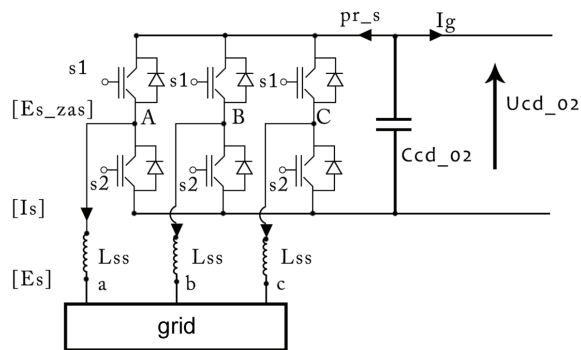 pr_s Ig
s1 s1 s1
[Es_zas] A B C Ucd_02
Ccd_02
s2 s2 s2
[Is]
Lss Lss Lss
[Es] a b c
grid